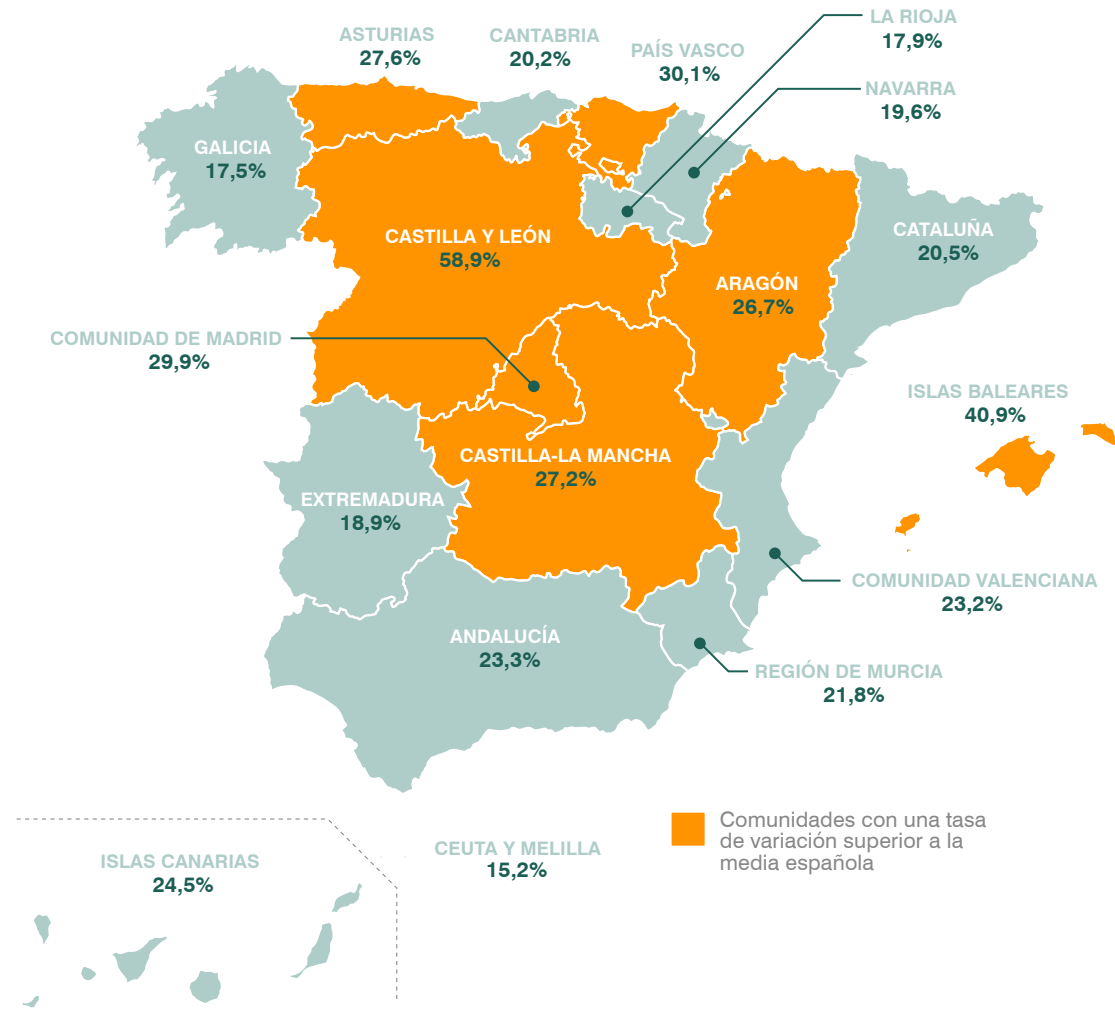 ASTURIAS
27,6%
CANTABRIA
20,2%
PAÍS VASCO
30,1%
LA RIOJA
17,9%
NAVARRA
19,6%
GALICIA
17,5%
CASTILLA Y LEÓN
58,9%
CATALUÑA
20,5%
ARAGÓN
26,7%
COMUNIDAD DE MADRID
29,9%
ISLAS BALEARES
40,9%
CASTILLA-LA MANCHA
27,2%
EXTREMADURA
18,9%
COMUNIDAD VALENCIANA
23,2%
ANDALUCÍA
23,3%
REGIÓN DE MURCIA
21,8%
Comunidades con una tasa
de variación superior a la
media española
ISLAS CANARIAS
24,5%
CEUTA Y MELILLA
15,2%